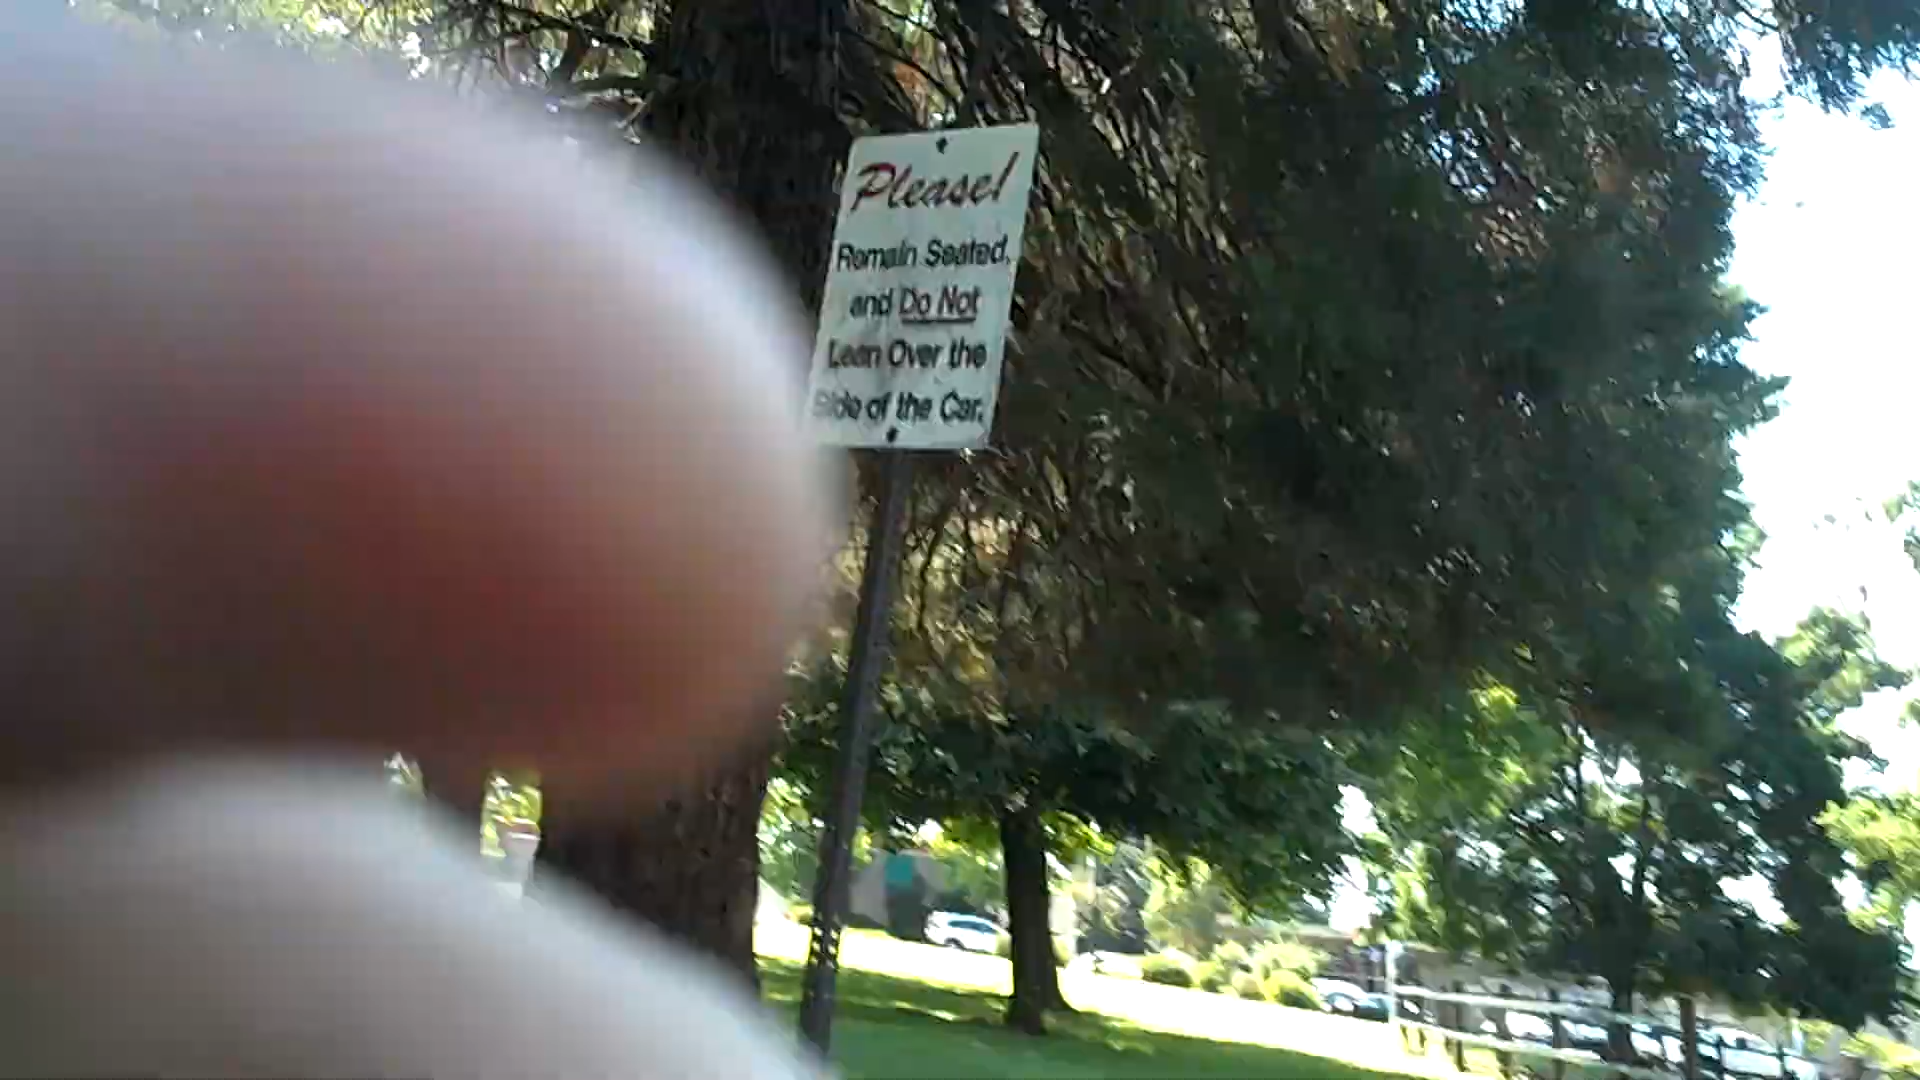 Please!
Remain Seated,
and Do Not
Lean Over the
Side of the Car.